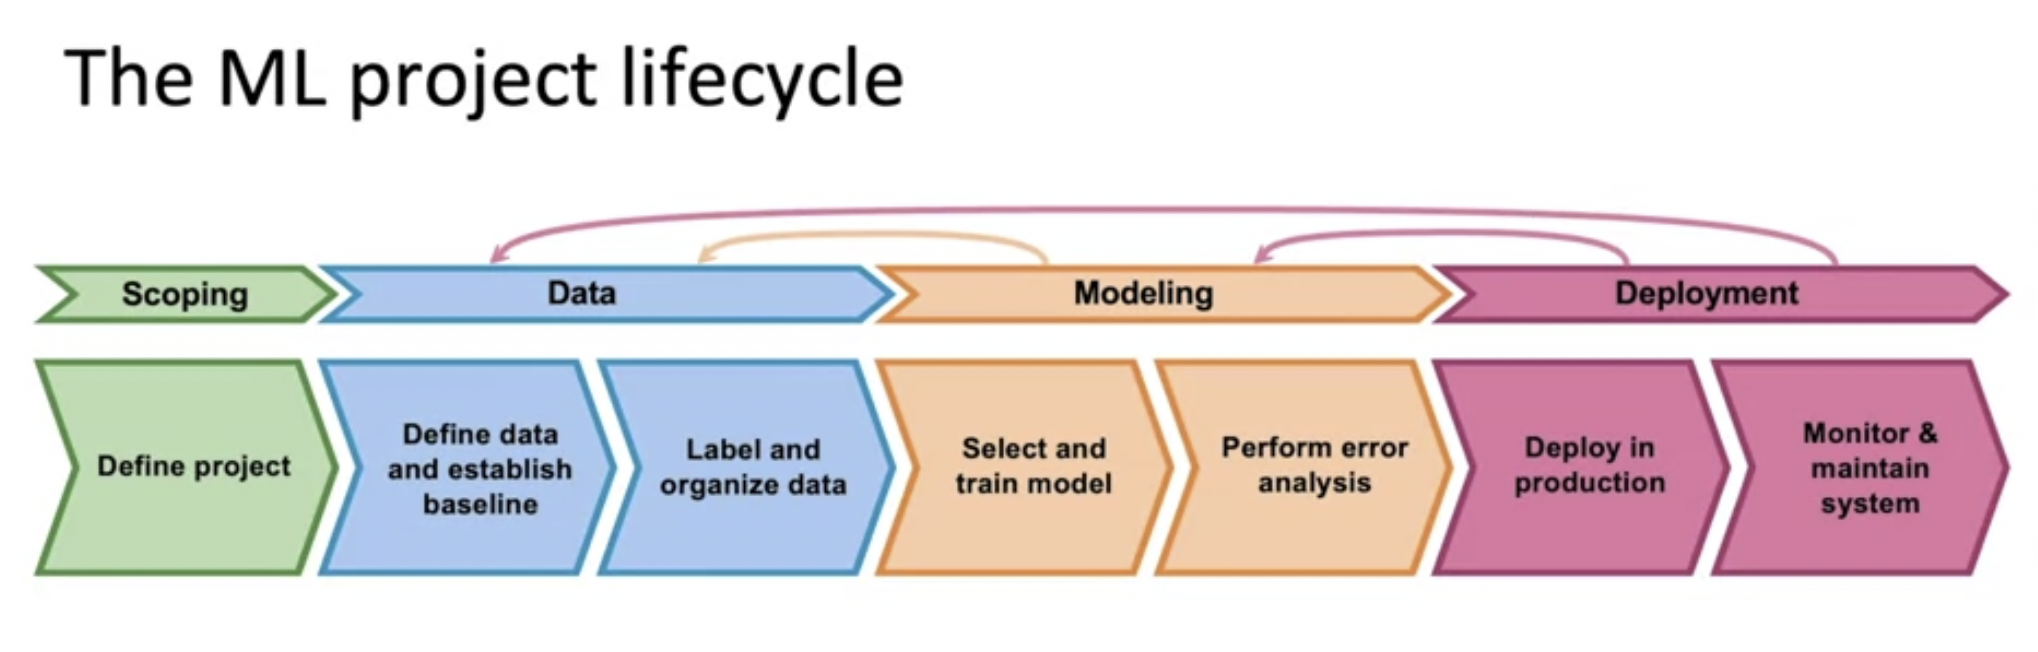 The ML project lifecycle
Scoping
Data
Modeling
Deployment
Define project
Define data
and establish
baseline
Label and
organize data
Select and
train model
Perform error
analysis
Deploy in
production
Monitor &
maintain
system